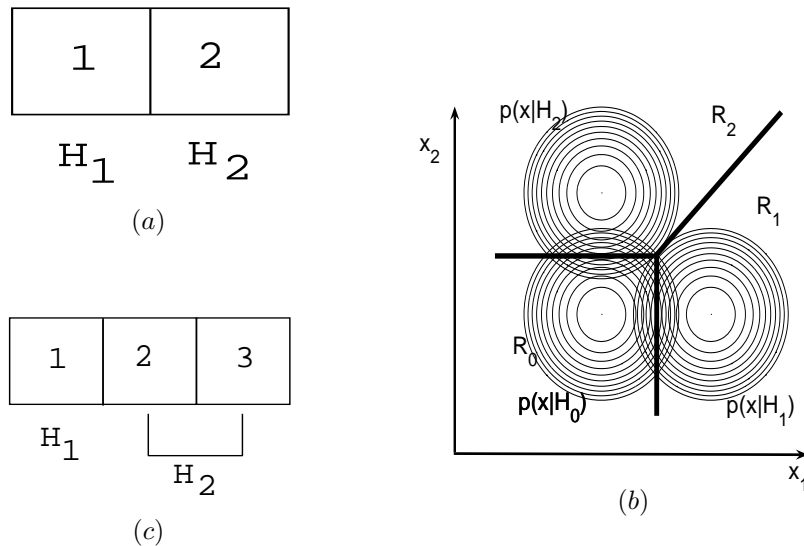 1 2
H1 H2
(a)
1 2 3
H1
H2
(c)
p(x|H2)
R2
x2
R1
R0
p(x|H0)
p(x|H1)
x1
(b)